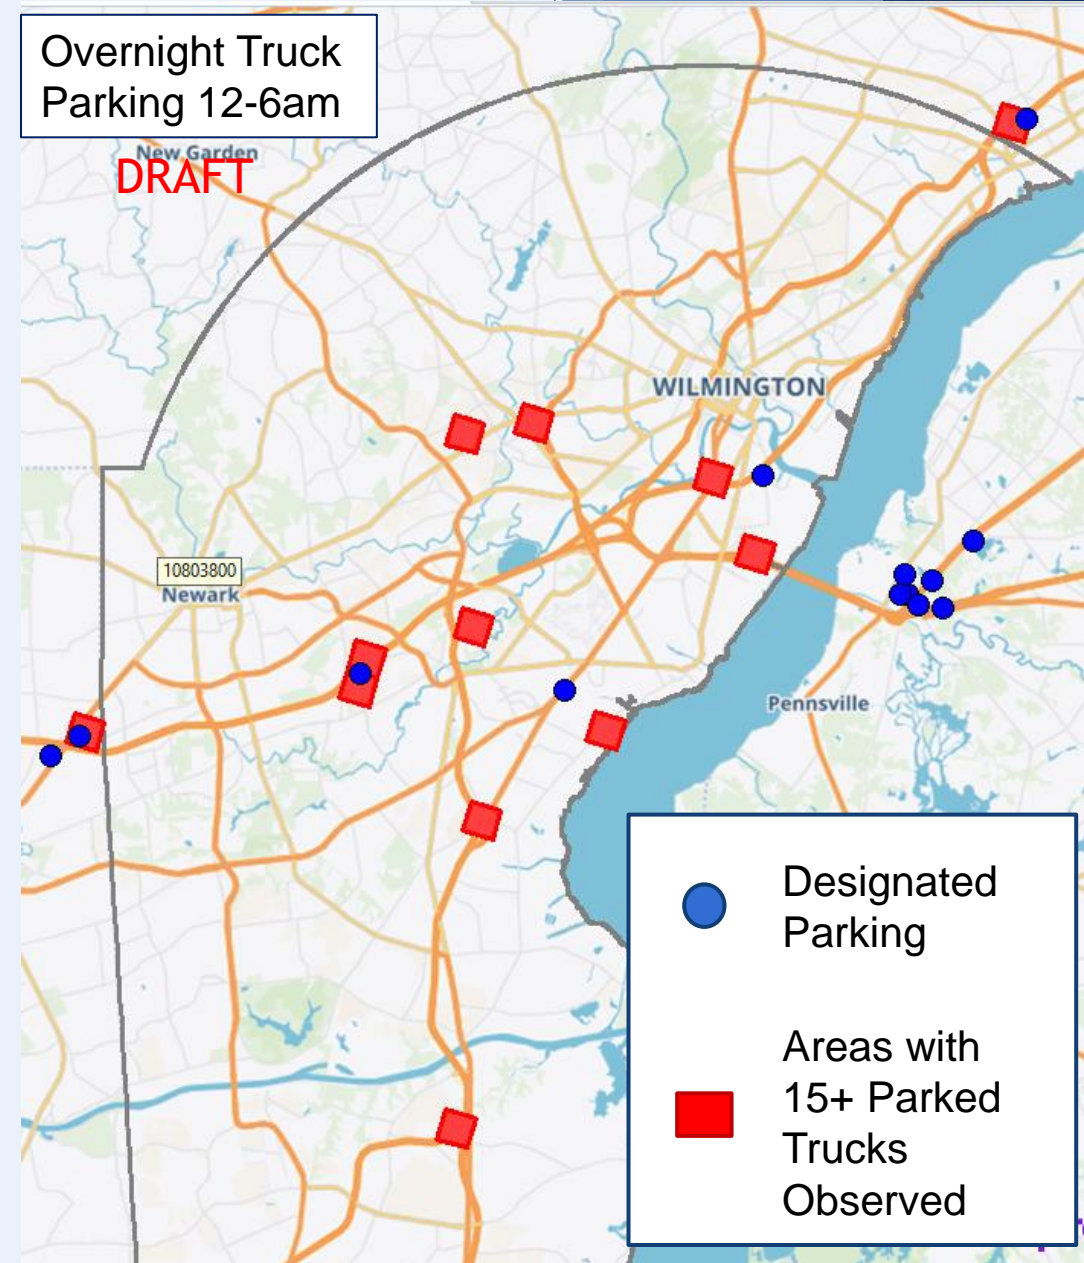 Overnight Truck
Parking 12-6am
New Garden
DRAFT
WILMINGTON
10803800
Newark
Pennsville
Designated
Parking
Areas with
15+ Parked
Trucks
Observed